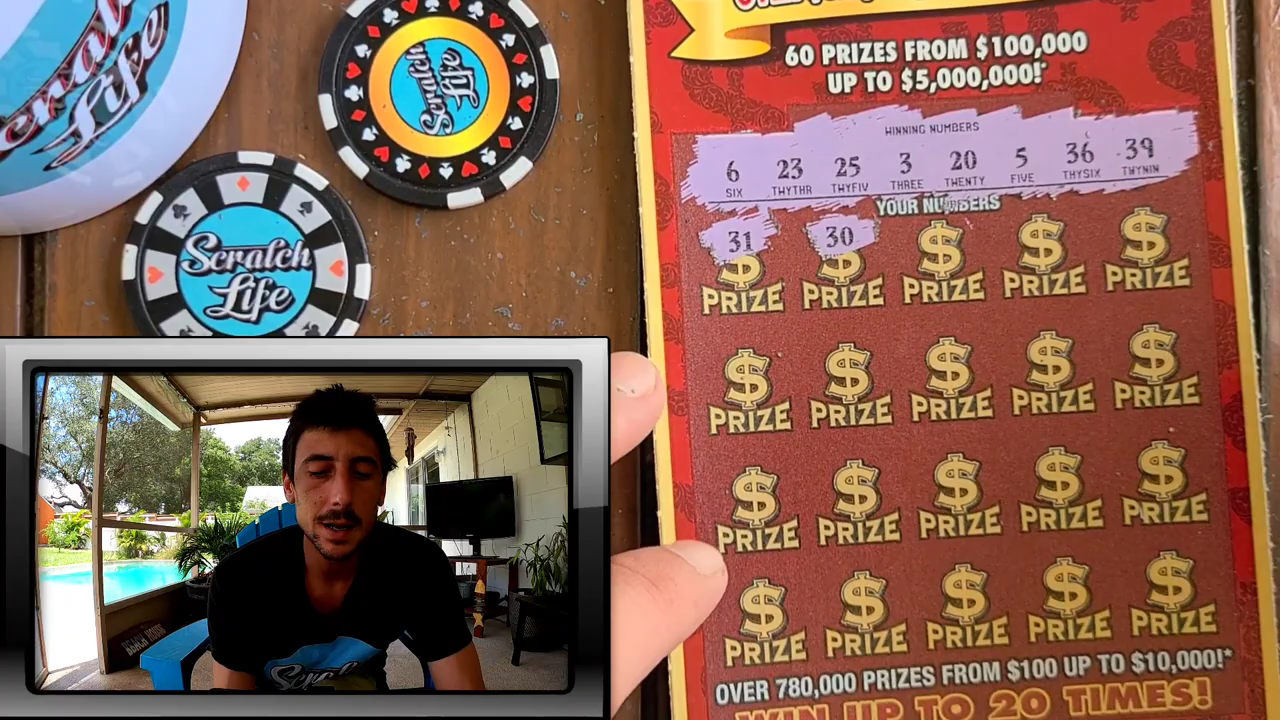 Scratch
Life
Scratch
Life
Scratch
Life
60 PRIZES FROM $100,000
UP TO $5,000,000!*
WINNING NUMBERS
6 23 25 3 20 5 36 39
SIX THYTHR THYFIV THREE THENTY FIVE THYSIX THYNIN
YOUR NUMBERS
31 30 $ $ $
PRIZE PRIZE PRIZE PRIZE PRIZE
$ $ $ $ $
PRIZE PRIZE PRIZE PRIZE PRIZE
$ $ $ $ $
PRIZE PRIZE PRIZE PRIZE PRIZE
$ $ $ $ $
PRIZE PRIZE PRIZE PRIZE PRIZE
OVER 780,000 PRIZES FROM $100 UP TO $10,000!*
WIN UP TO 20 TIMES!